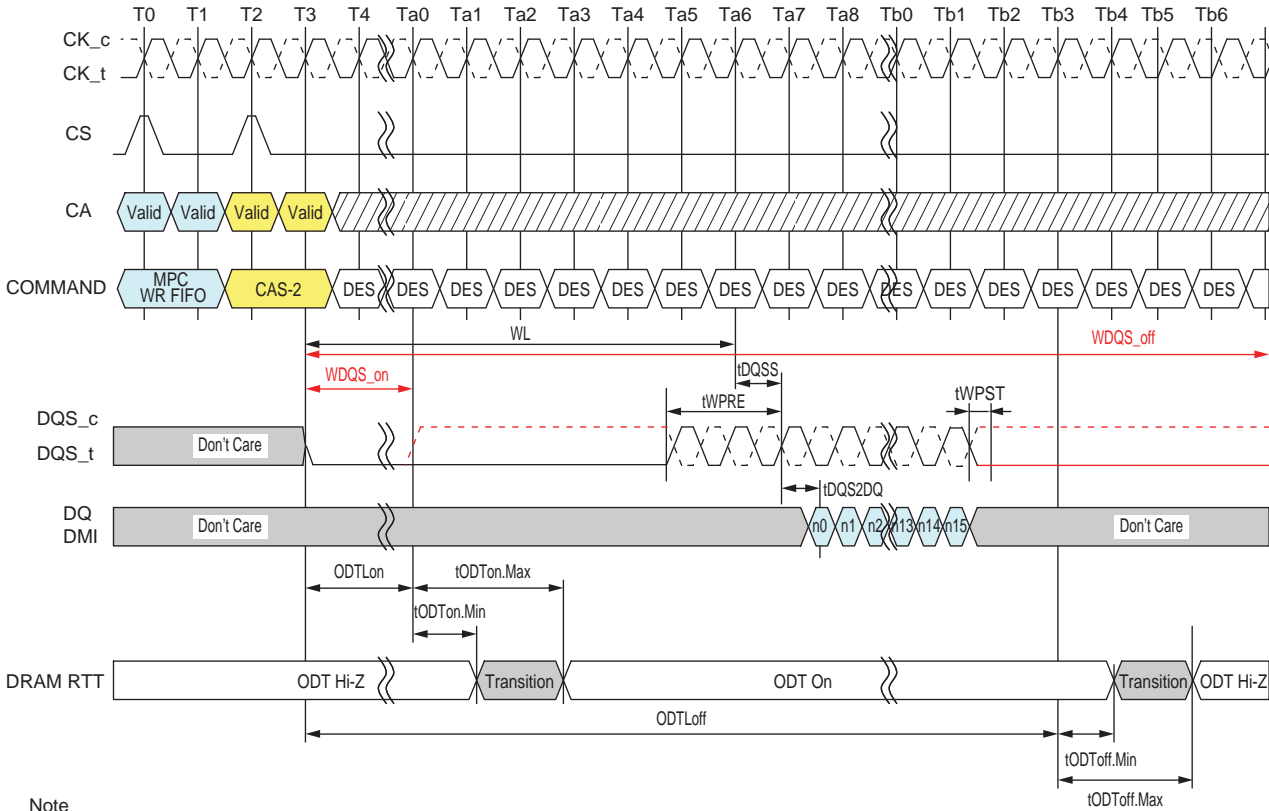 T0 T1 T2 T3 T4 Ta0 Ta1 Ta2 Ta3 Ta4 Ta5 Ta6 Ta7 Ta8 Tb0 Tb1 Tb2 Tb3 Tb4 Tb5 Tb6
CK_c
CK_t
CS
CA Valid Valid Valid Valid
COMMAND MPC WR FIFO CAS-2 DES DES DES DES DES DES DES DES DES DES DES DES DES DES DES DES DES
WL
WDQS_off
WDQS_on
tDQSS
tWPRE
tWPST
DQS_c
DQS_t
Don't Care
tDQS2DQ
DQ
DMI
Don't Care n0 n1 n2 n13 n14 n15 Don't Care
ODTLon
tODTon.Max
tODTon.Min
DRAM RTT ODT Hi-Z Transition ODT On Transition ODT Hi-Z
ODTLoff
tODToff.Min
tODToff.Max
Note